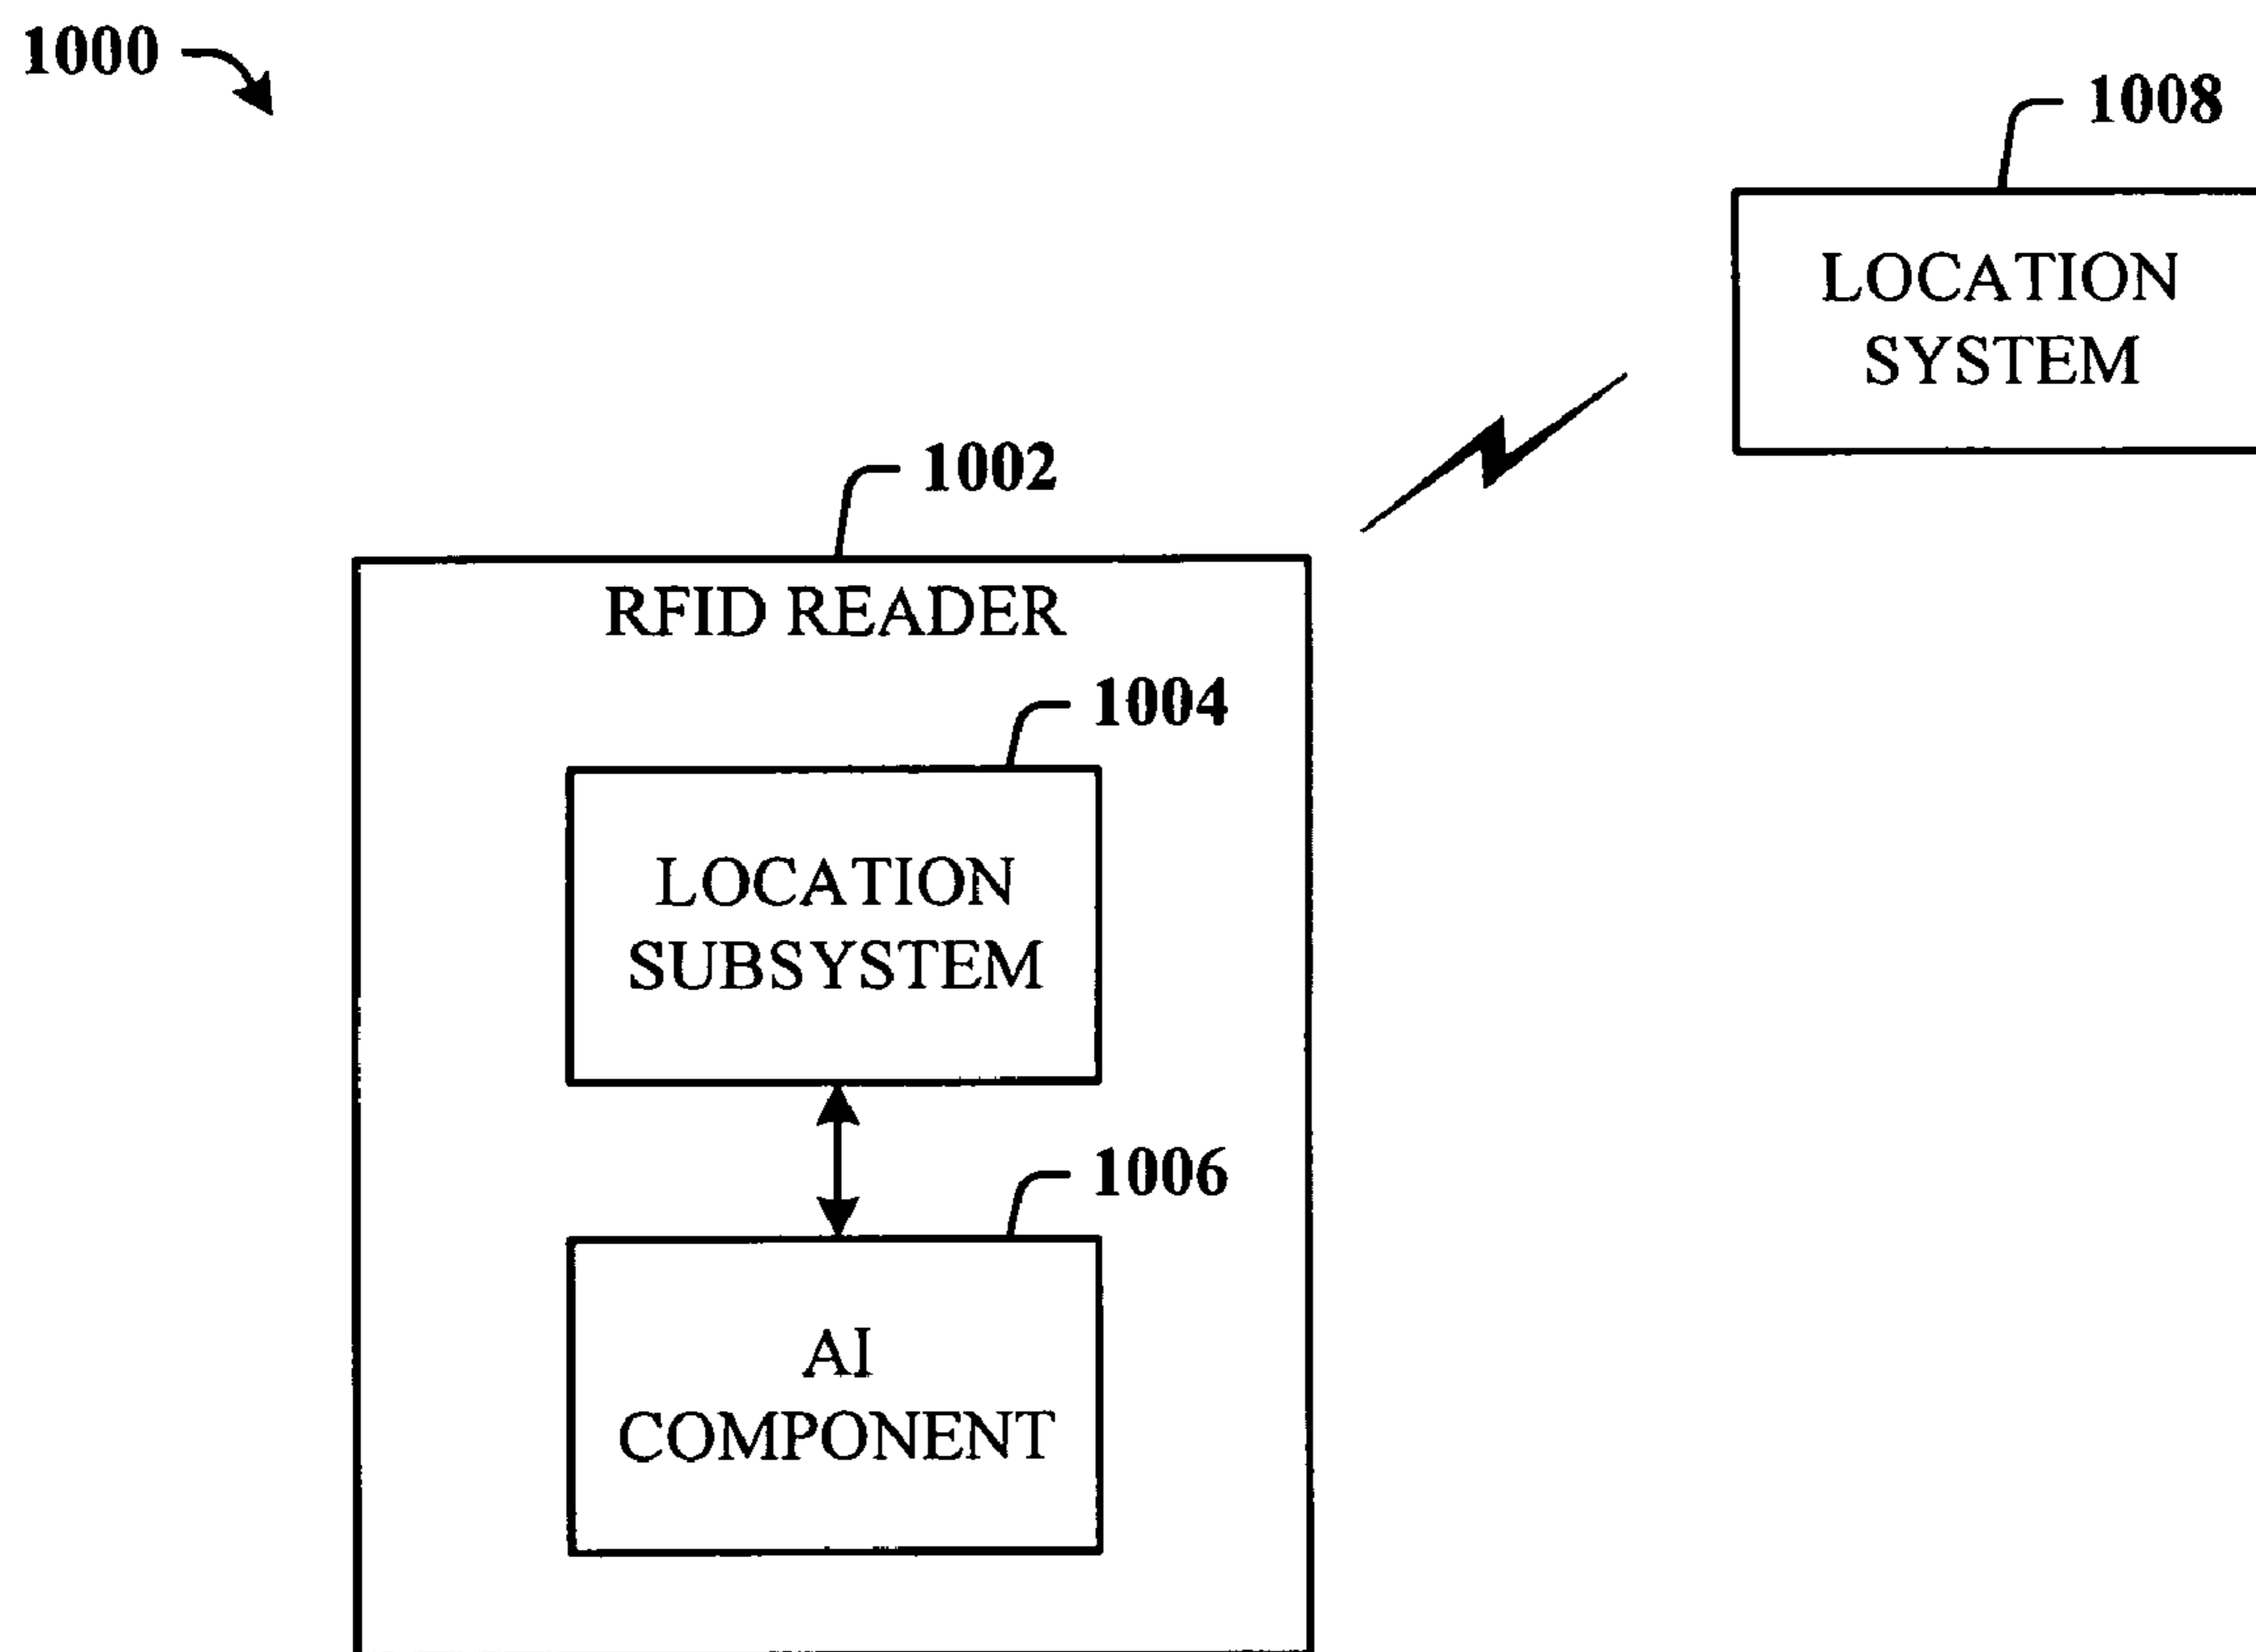 1000
1008
LOCATION
SYSTEM
1002
RFID READER
1004
LOCATION
SUBSYSTEM
1006
AI
COMPONENT